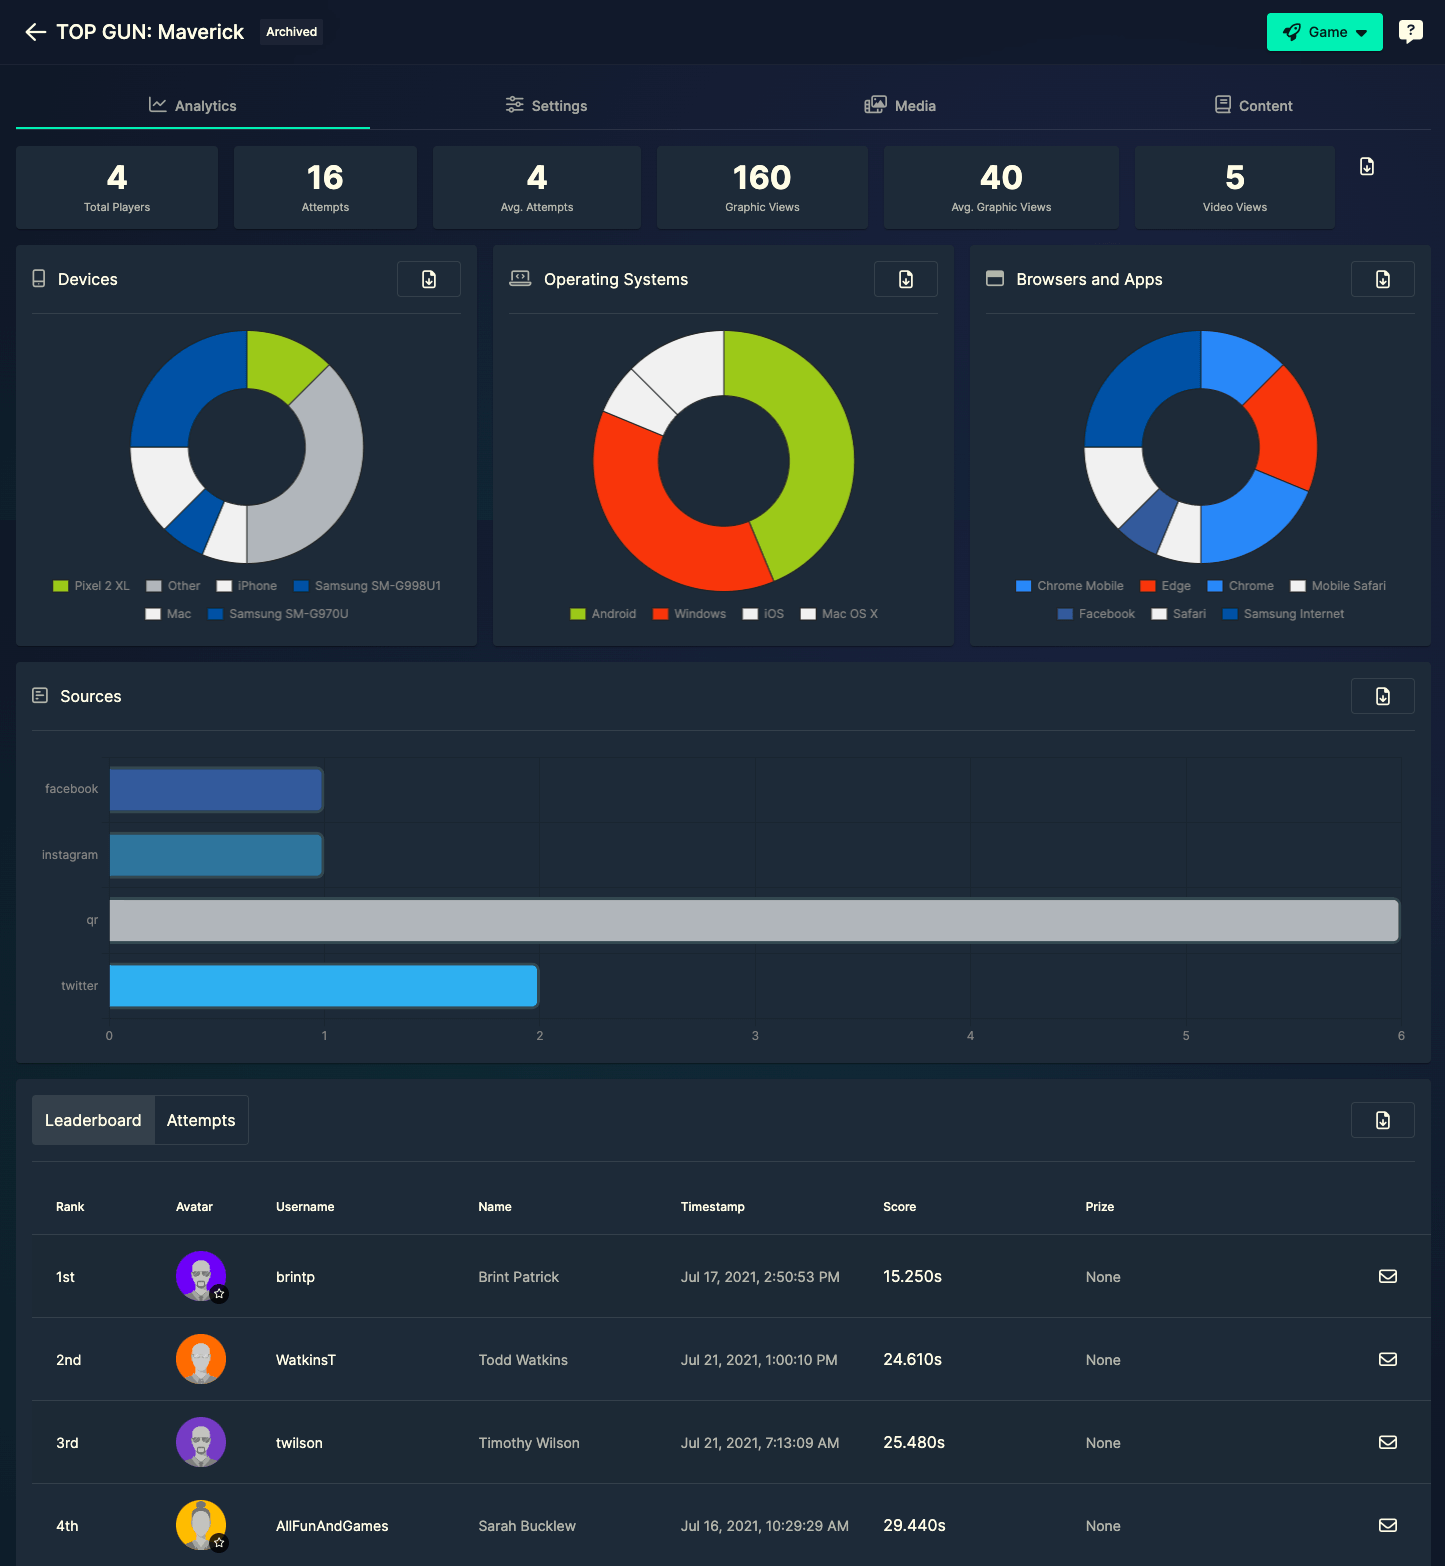 TOP GUN: Maverick
Archived
Game
?
Analytics
Settings
Media
Content
4
Total Players
16
Attempts
4
Avg. Attempts
160
Graphic Views
40
Avg. Graphic Views
5
Video Views
Devices
Pixel 2 XL
Other
iPhone
Samsung SM-G998U1
Mac
Samsung SM-G970U
Operating Systems
Android
Windows
iOS
Mac OS X
Browsers and Apps
Chrome Mobile
Edge
Chrome
Mobile Safari
Facebook
Safari
Samsung Internet
Sources
facebook
instagram
qr
twitter
0 1 2 3 4 5 6
Leaderboard
Attempts
Rank Avatar Username Name Timestamp Score Prize
1st brintp Brint Patrick Jul 17, 2021, 2:50:53 PM 15.250s None
2nd WatkinsT Todd Watkins Jul 21, 2021, 1:00:10 PM 24.610s None
3rd twilson Timothy Wilson Jul 21, 2021, 7:13:09 AM 25.480s None
4th AllFunAndGames Sarah Bucklew Jul 16, 2021, 10:29:29 AM 29.440s None